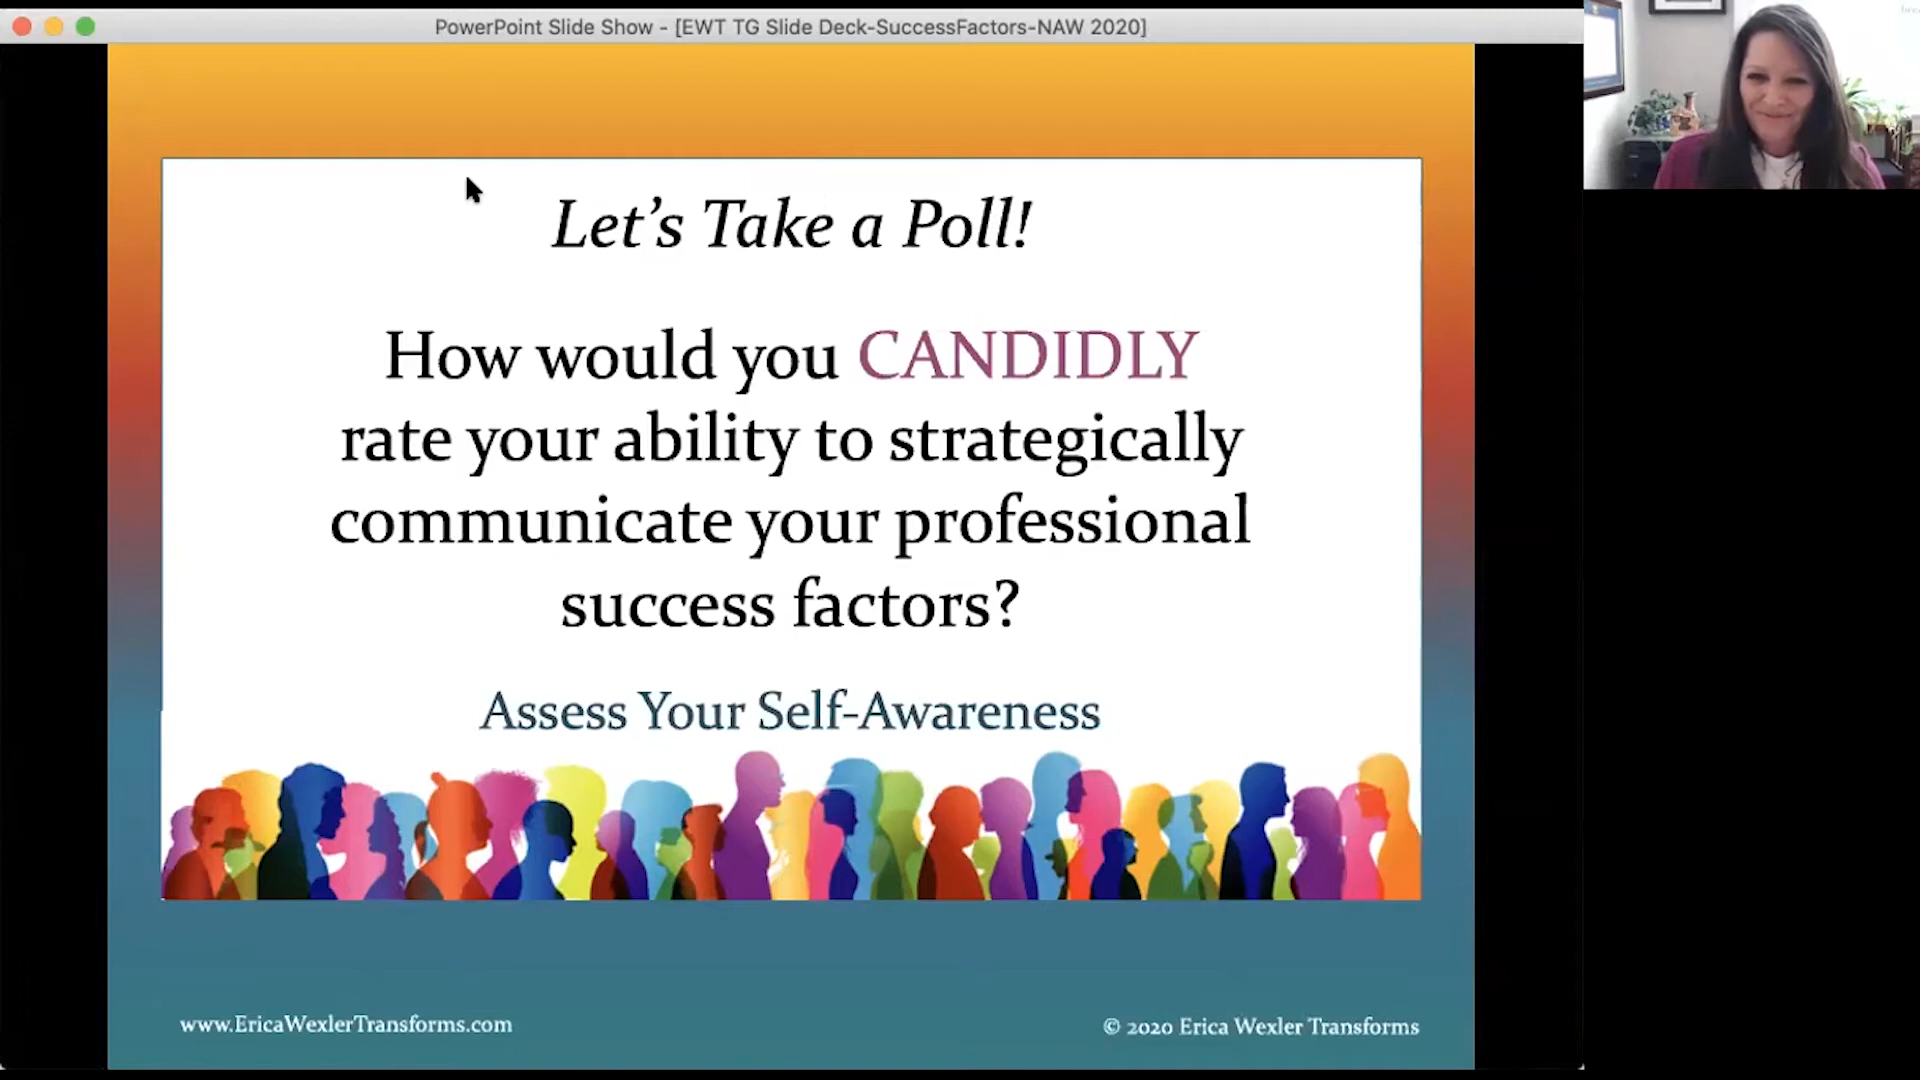 PowerPoint Slide Show - [EWT TG Slide Deck-SuccessFactors-NAW 2020]
Let's Take a Poll!
How would you CANDIDLY
rate your ability to strategically
communicate your professional
success factors?
Assess Your Self-Awareness
www.EricaWexlerTransforms.com
© 2020 Erica Wexler Transforms